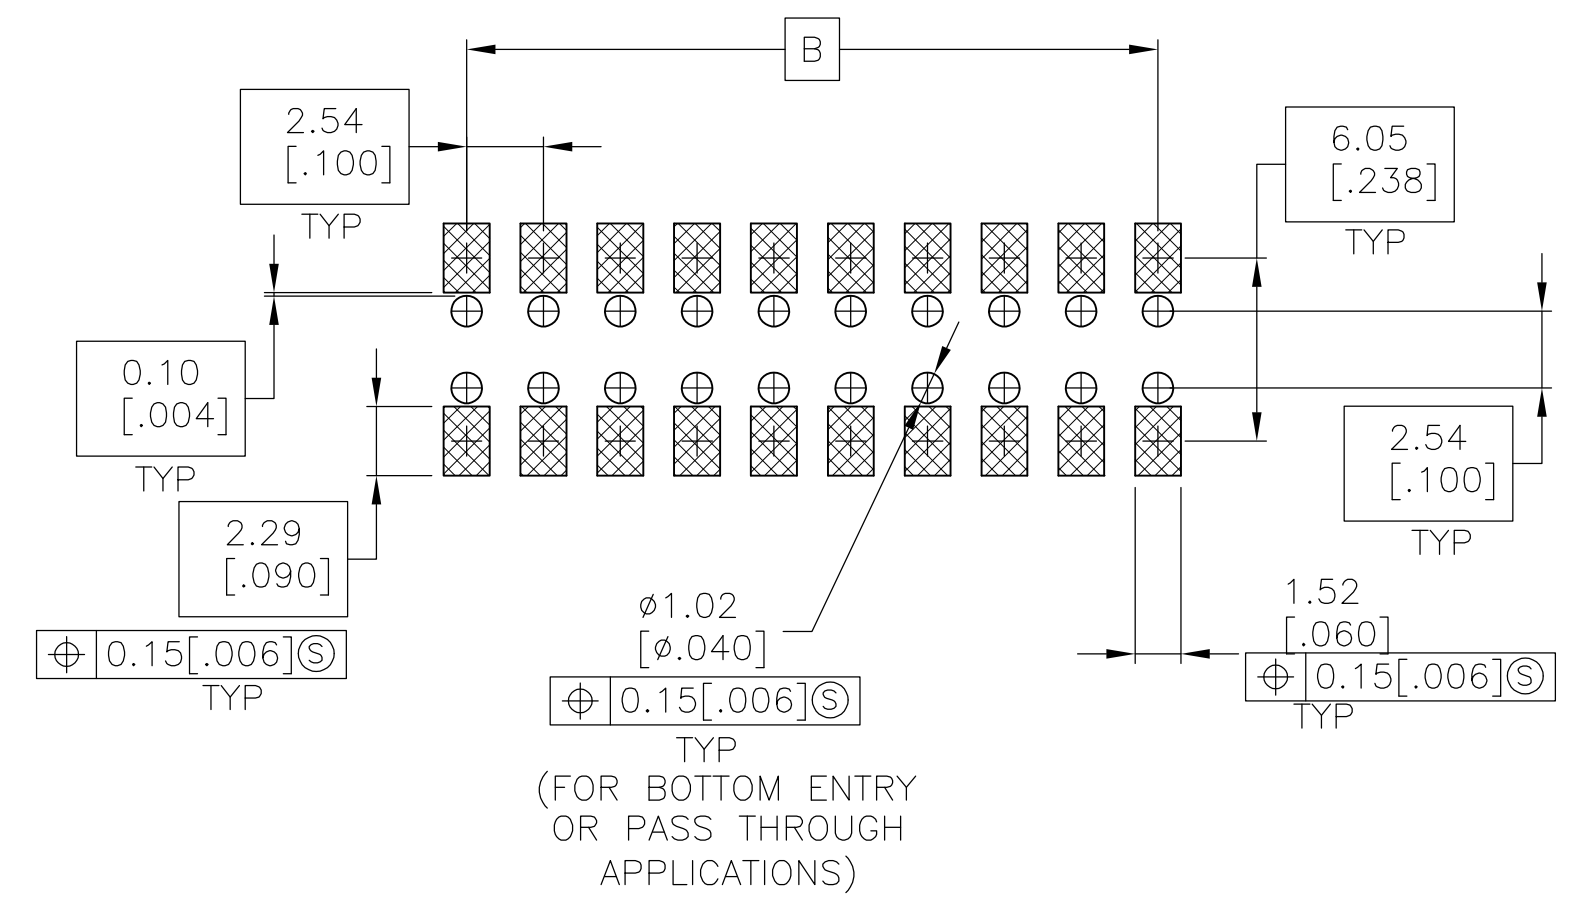 B
2.54
[.100]
TYP
6.05
[.238]
TYP
0.10
[.004]
TYP
2.54
[.100]
TYP
2.29
[.090]
⌖ 0.15[.006]Ⓢ
TYP
ø1.02
[ø.040]
⌖ 0.15[.006]Ⓢ
TYP
(FOR BOTTOM ENTRY
OR PASS THROUGH
APPLICATIONS)
1.52
[.060]
⌖ 0.15[.006]Ⓢ
TYP